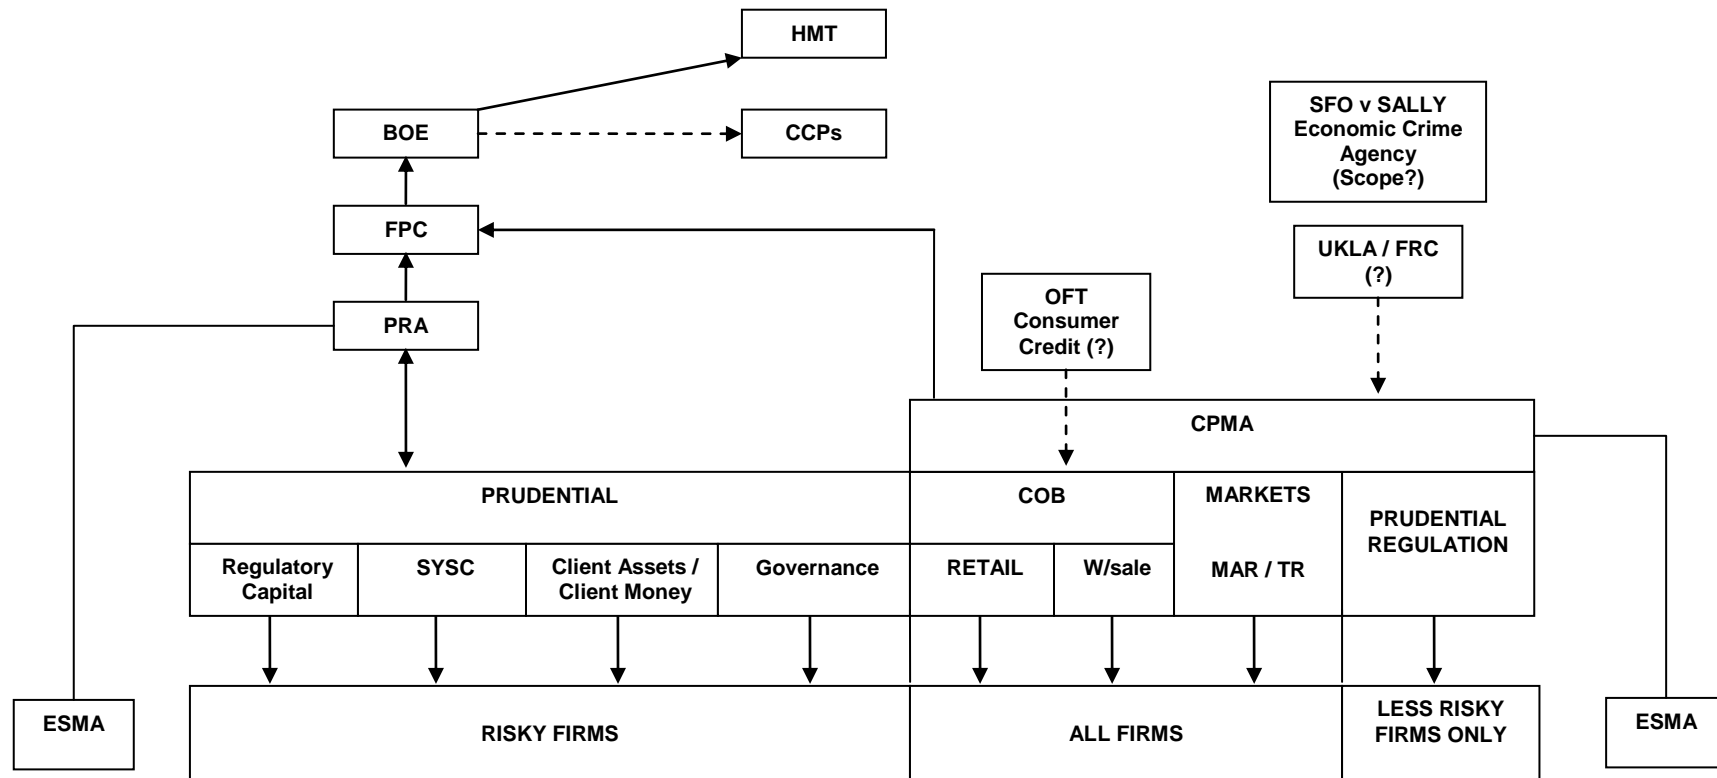 HMT
BOE
CCPs
SFO v SALLY
Economic Crime
Agency
(Scope?)
FPC
UKLA / FRC
(?)
OFT
Consumer
Credit (?)
PRA
CPMA
PRUDENTIAL
COB
MARKETS
PRUDENTIAL
REGULATION
Regulatory
Capital
SYSC
Client Assets /
Client Money
Governance
RETAIL
W/sale
MAR / TR
ESMA
RISKY FIRMS
ALL FIRMS
LESS RISKY
FIRMS ONLY
ESMA